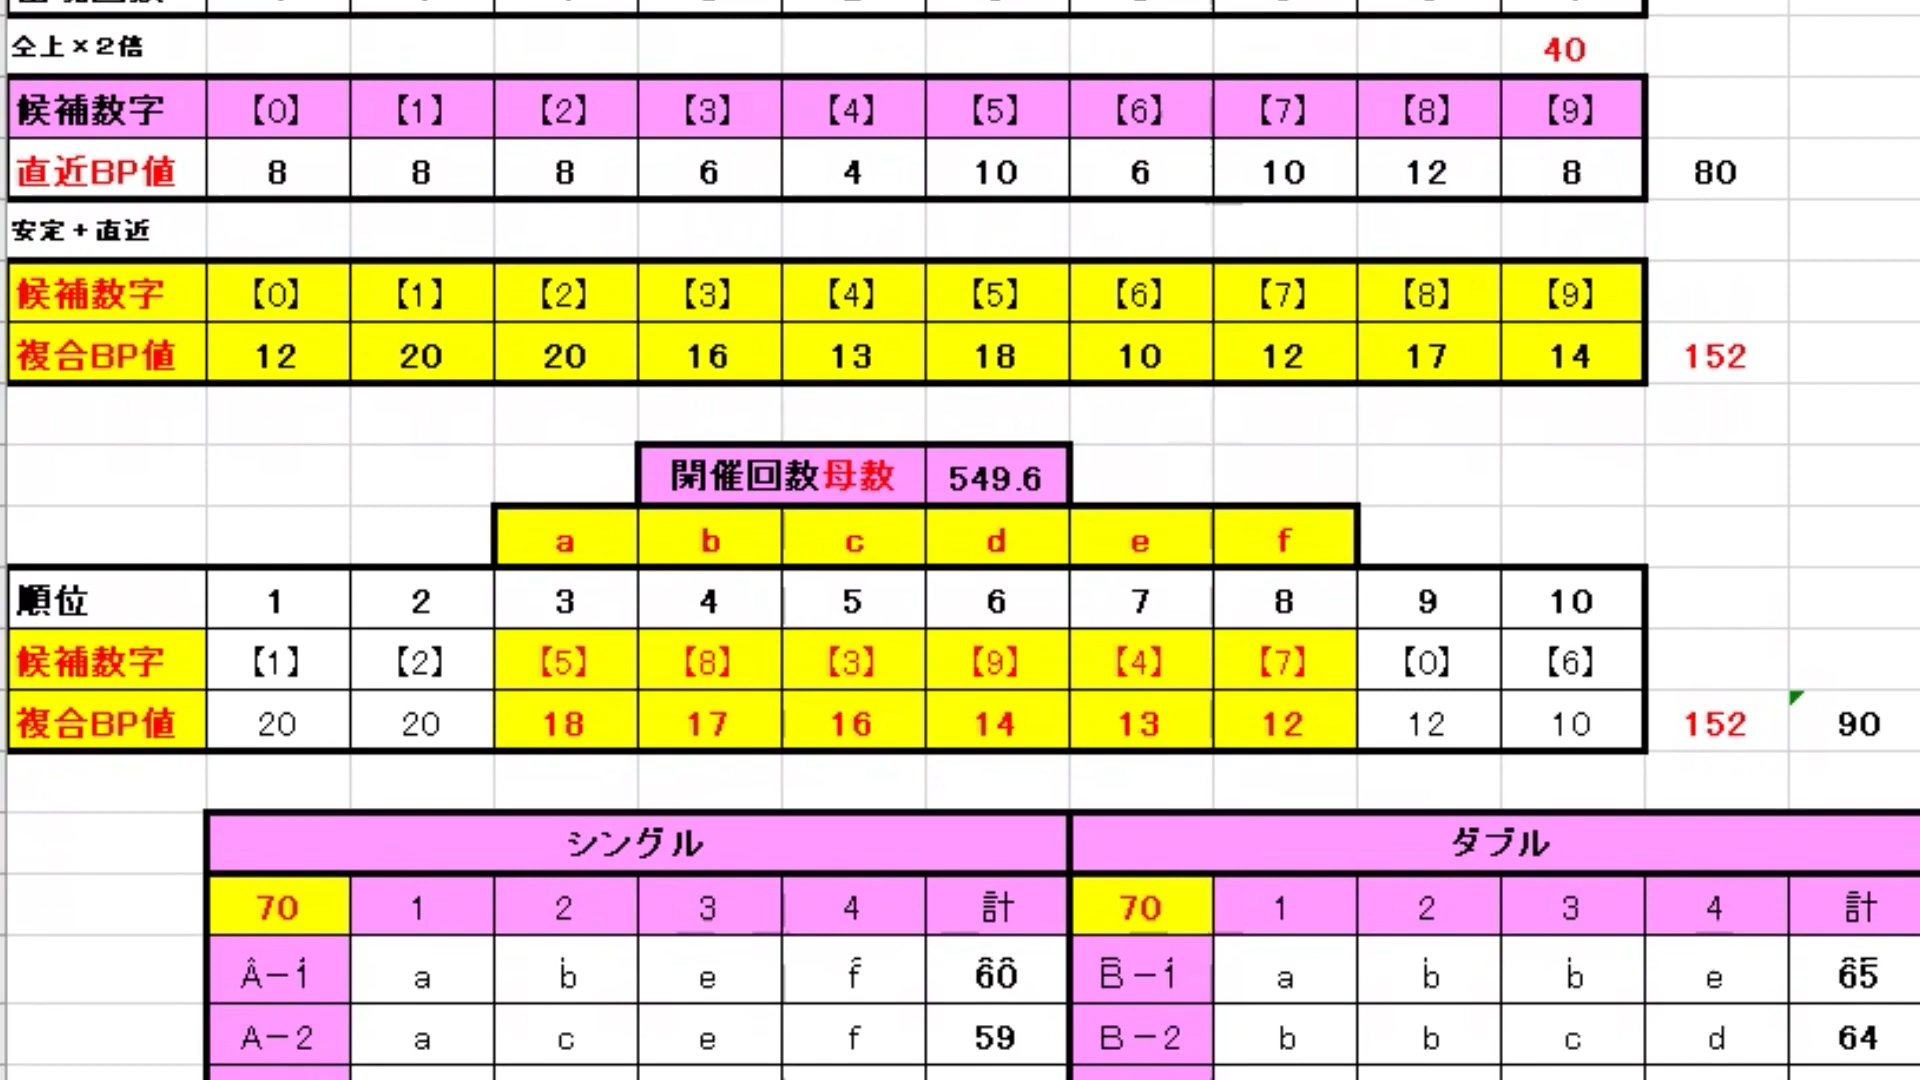 仝上×2倍 40
候補数字 【0】 【1】 【2】 【3】 【4】 【5】 【6】 【7】 【8】 【9】
直近BP値 8 8 8 6 4 10 6 10 12 8 80
安定+直近
候補数字 【0】 【1】 【2】 【3】 【4】 【5】 【6】 【7】 【8】 【9】
複合BP値 12 20 20 16 13 18 10 12 17 14 152
開催回数母数 549.6
a b c d e f
順位 1 2 3 4 5 6 7 8 9 10
候補数字 【1】 【2】 【5】 【8】 【3】 【9】 【4】 【7】 【0】 【6】
複合BP値 20 20 18 17 16 14 13 12 12 10 152 90
シングル ダブル
70 1 2 3 4 計 70 1 2 3 4 計
A-1 a b e f 60 B-1 a b b e 65
A-2 a c e f 59 B-2 b b c d 64